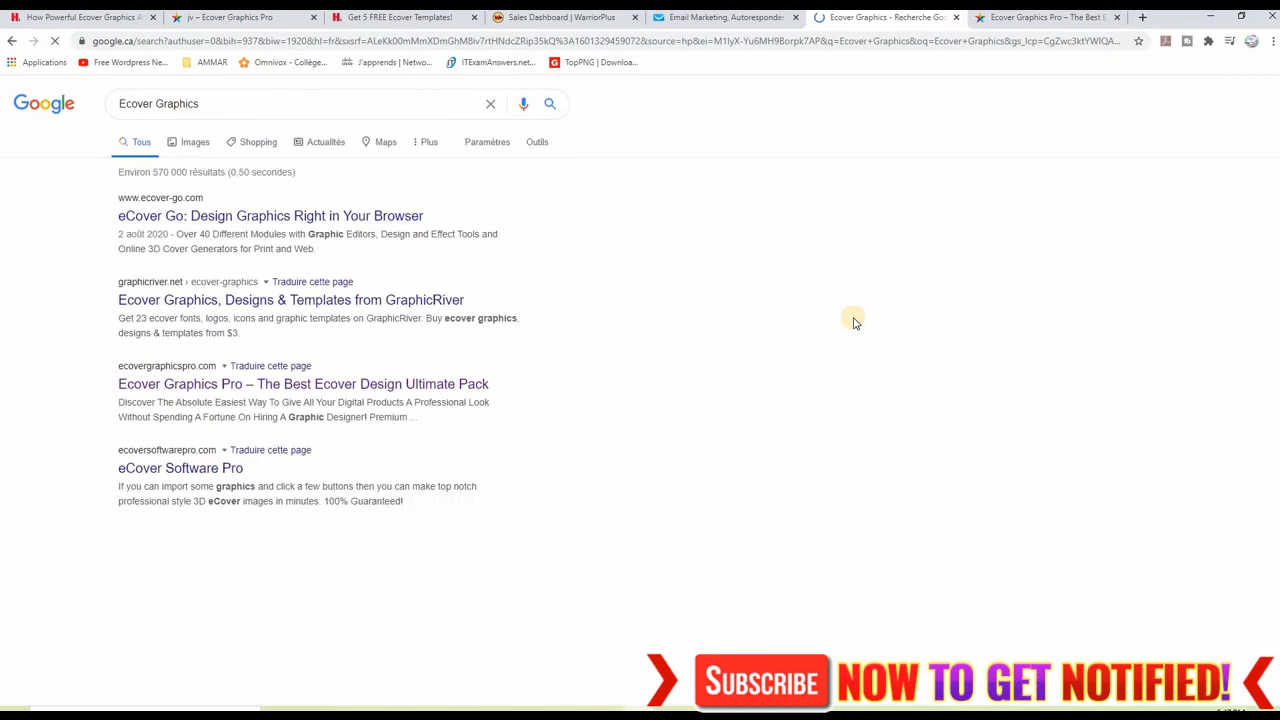 How Powerful Ecover Graphics A
jv – Ecover Graphics Pro
Get 5 FREE Ecover Templates!
Sales Dashboard | WarriorPlus
Email Marketing, Autoresponder
Ecover Graphics - Recherche Goo
Ecover Graphics Pro – The Best E
google.ca/search?authuser=0&bih=937&biw=1920&hl=fr&sxsrf=ALeKk00mMmXDmGhM8iv7rtHNdcZRip35kQ%3A1601329459072&source=hp&ei=M1lyX-Yu6MH9Borpk7AP&q=Ecover+Graphics&oq=Ecover+Graphics&gs_lcp=CgZwc3ktYWIQA...
Applications
Free Wordpress Ne...
AMMAR
Omnivox - Collège...
J'apprends | Netwo...
ITExamAnswers.net...
TopPNG | Downloa...
Google
Ecover Graphics
Tous
Images
Shopping
Actualités
Maps
Plus
Paramètres
Outils
Environ 570 000 résultats (0,50 secondes)
www.ecover-go.com
eCover Go: Design Graphics Right in Your Browser
2 août 2020 - Over 40 Different Modules with Graphic Editors, Design and Effect Tools and
Online 3D Cover Generators for Print and Web.
graphicriver.net › ecover-graphics Traduire cette page
Ecover Graphics, Designs & Templates from GraphicRiver
Get 23 ecover fonts, logos, icons and graphic templates on GraphicRiver. Buy ecover graphics,
designs & templates from $3.
ecovergraphicspro.com Traduire cette page
Ecover Graphics Pro – The Best Ecover Design Ultimate Pack
Discover The Absolute Easiest Way To Give All Your Digital Products A Professional Look
Without Spending A Fortune On Hiring A Graphic Designer! Premium ...
ecoversoftwarepro.com Traduire cette page
eCover Software Pro
If you can import some graphics and click a few buttons then you can make top notch
professional style 3D eCover images in minutes. 100% Guaranteed!
SUBSCRIBE NOW TO GET NOTIFIED!